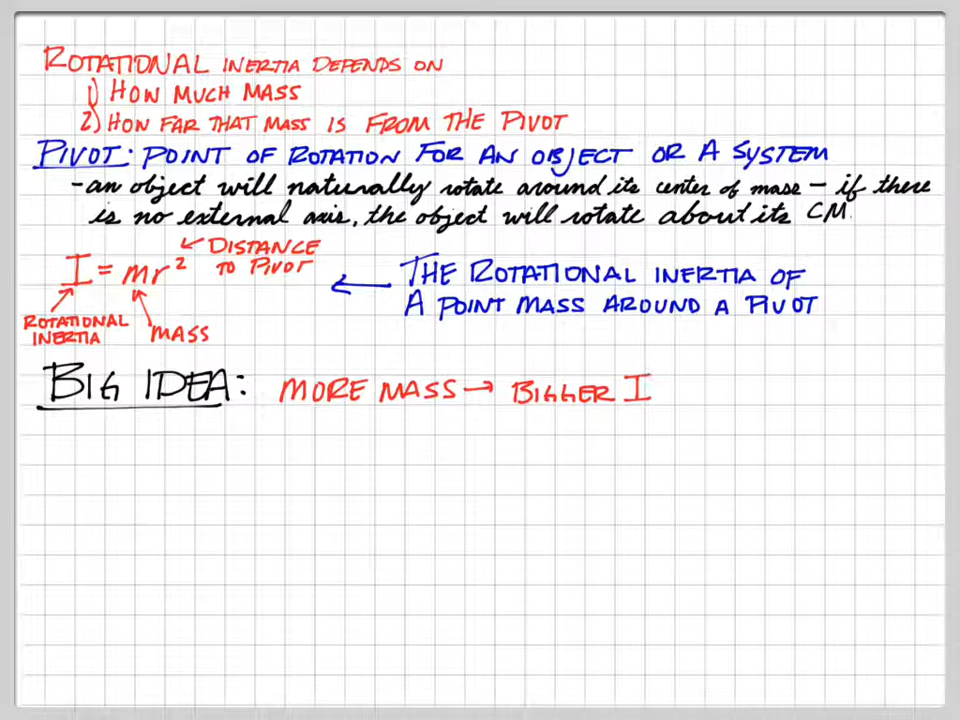 ROTATIONAL INERTIA DEPENDS ON
1) HOW MUCH MASS
2) HOW FAR THAT MASS IS FROM THE PIVOT
PIVOT: POINT OF ROTATION FOR AN OBJECT OR A SYSTEM
-an object will naturally rotate around its center of mass - if there
is no external axis, the object will rotate about its CM.
I = mr²
← DISTANCE
TO PIVOT
← THE ROTATIONAL INERTIA OF
A POINT MASS AROUND A PIVOT
ROTATIONAL
INERTIA
MASS
BIG IDEA: MORE MASS → BIGGER I